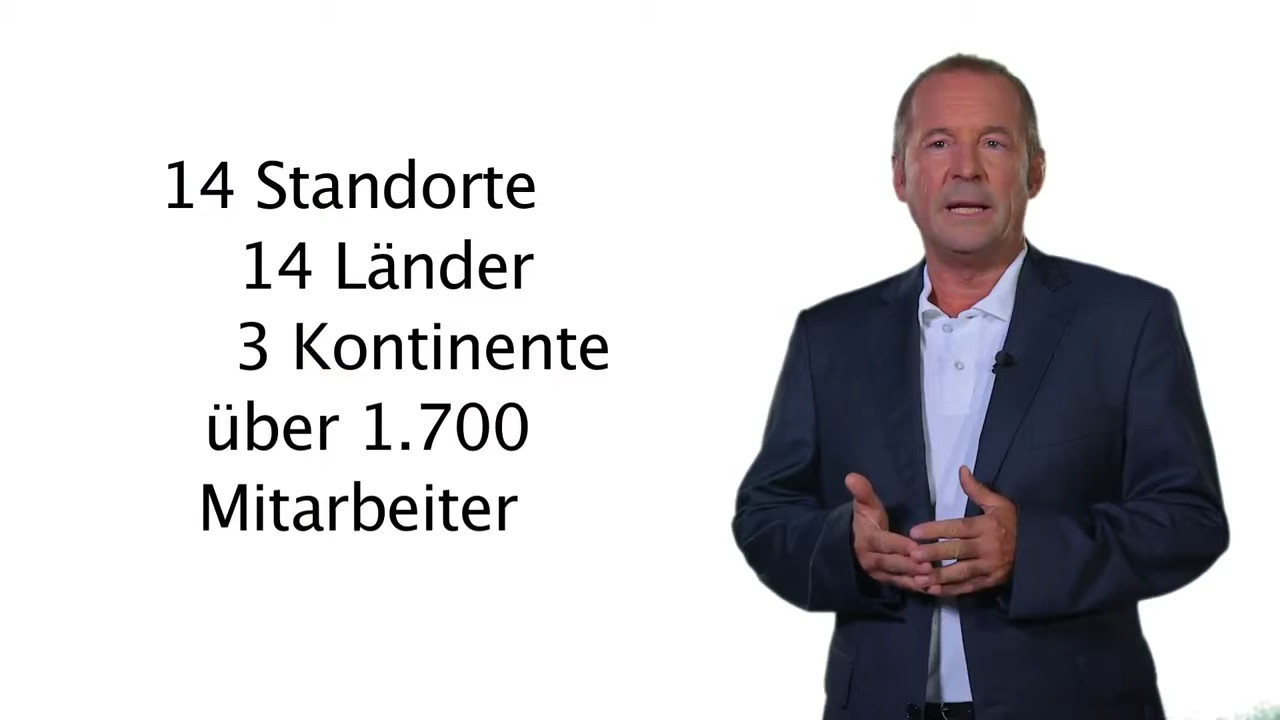 14 Standorte
14 Länder
3 Kontinente
über 1.700
Mitarbeiter